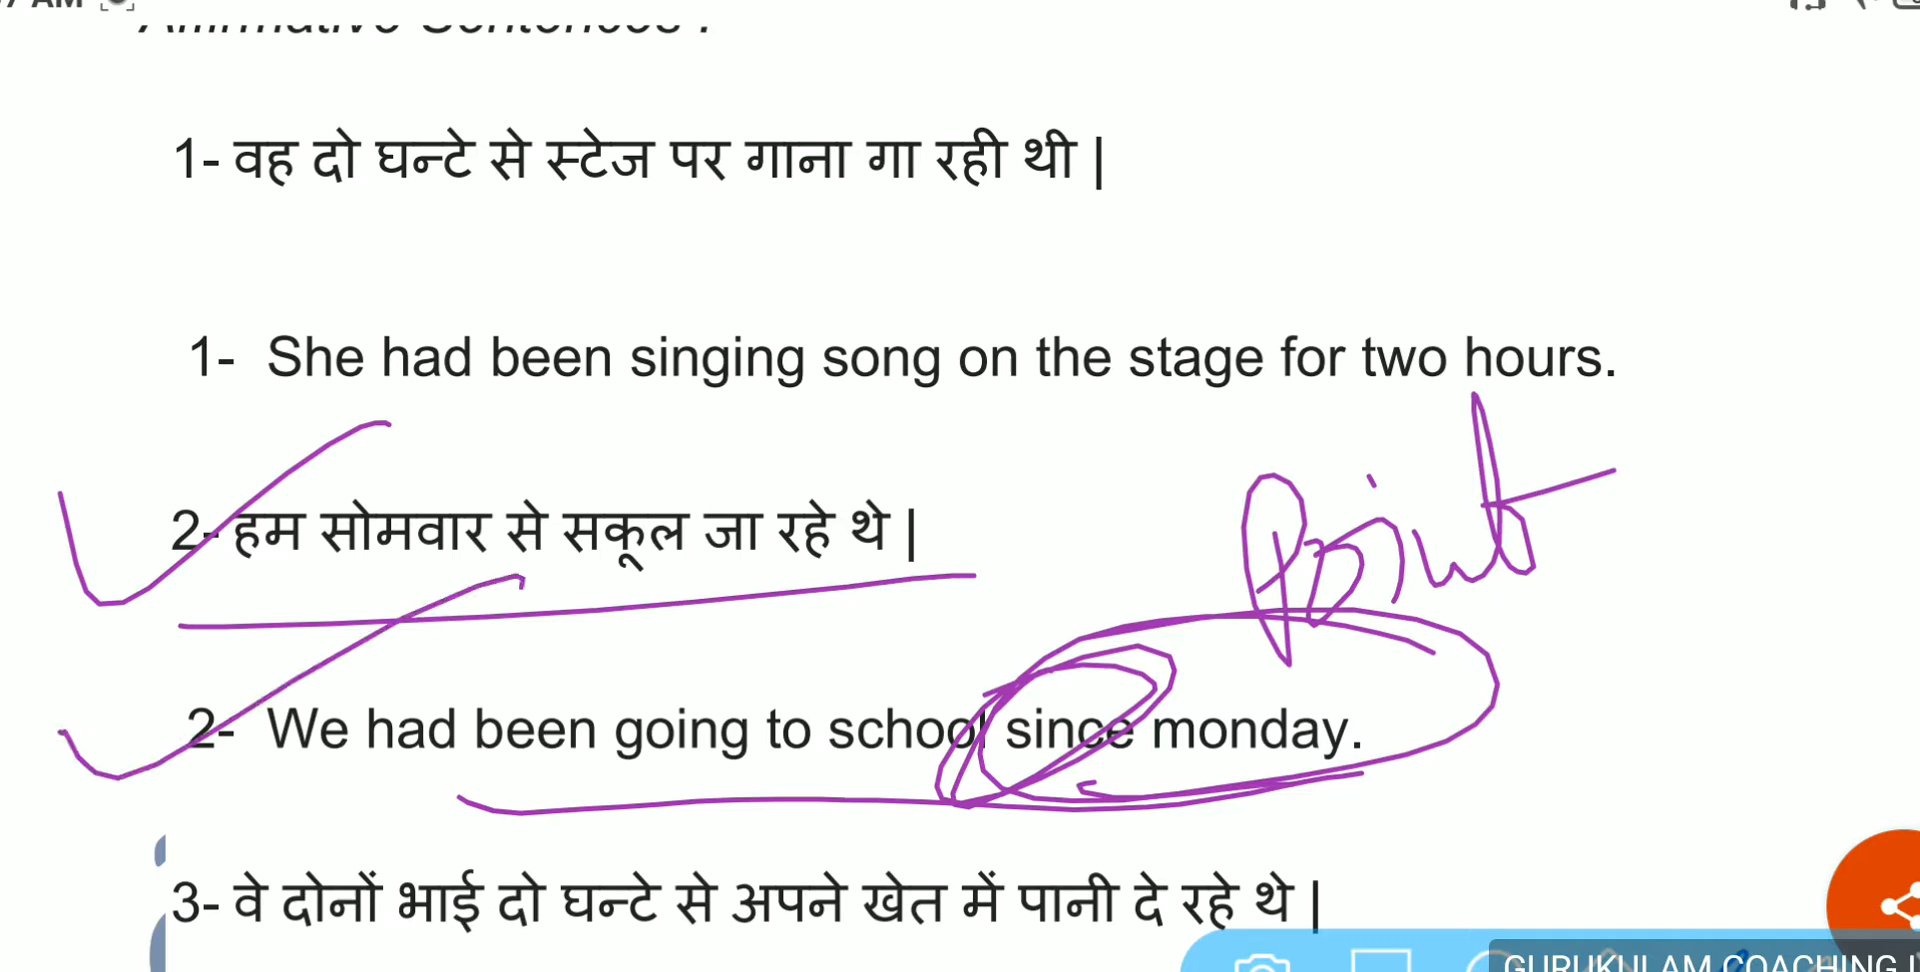 Affirmative Sentences :
1- वह दो घन्टे से स्टेज पर गाना गा रही थी |
1- She had been singing song on the stage for two hours.
2- हम सोमवार से सकूल जा रहे थे |
Point
2- We had been going to school since monday.
3- वे दोनों भाई दो घन्टे से अपने खेत में पानी दे रहे थे |
GURUKULAM COACHING